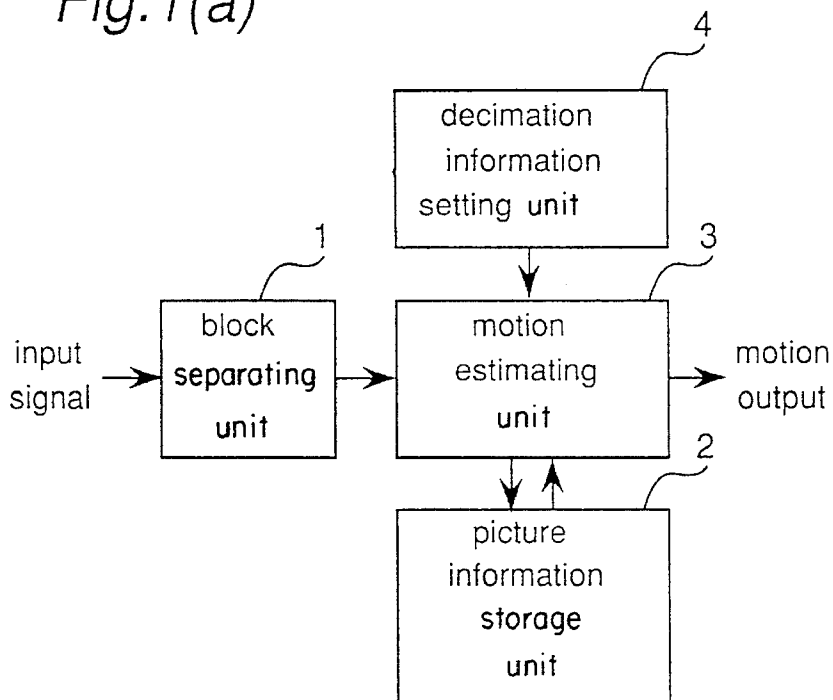 Fig.1(a)
4
decimation
information
setting unit
1
3
input
signal
block
separating
unit
motion
estimating
unit
motion
output
2
picture
information
storage
unit